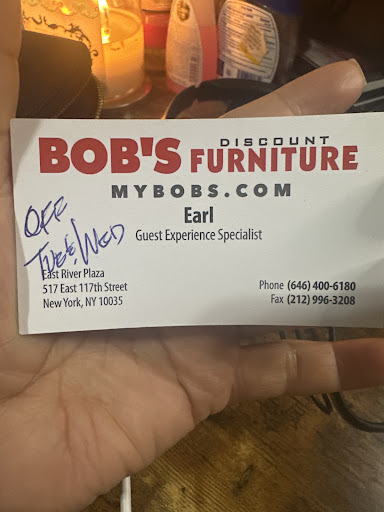 BOB'S DISCOUNT FURNITURE
MYBOBS.COM
Earl
Guest Experience Specialist
OFF
TUES/WED
East River Plaza
517 East 117th Street
New York, NY 10035
Phone (646) 400-6180
Fax (212) 996-3208